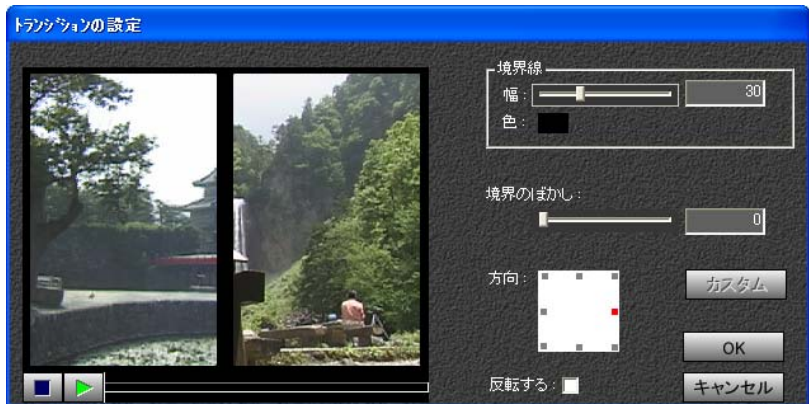 トランジションの設定
境界線
幅: 30
色:
境界のぼかし:
0
方向: カスタム
OK
反転する: キャンセル